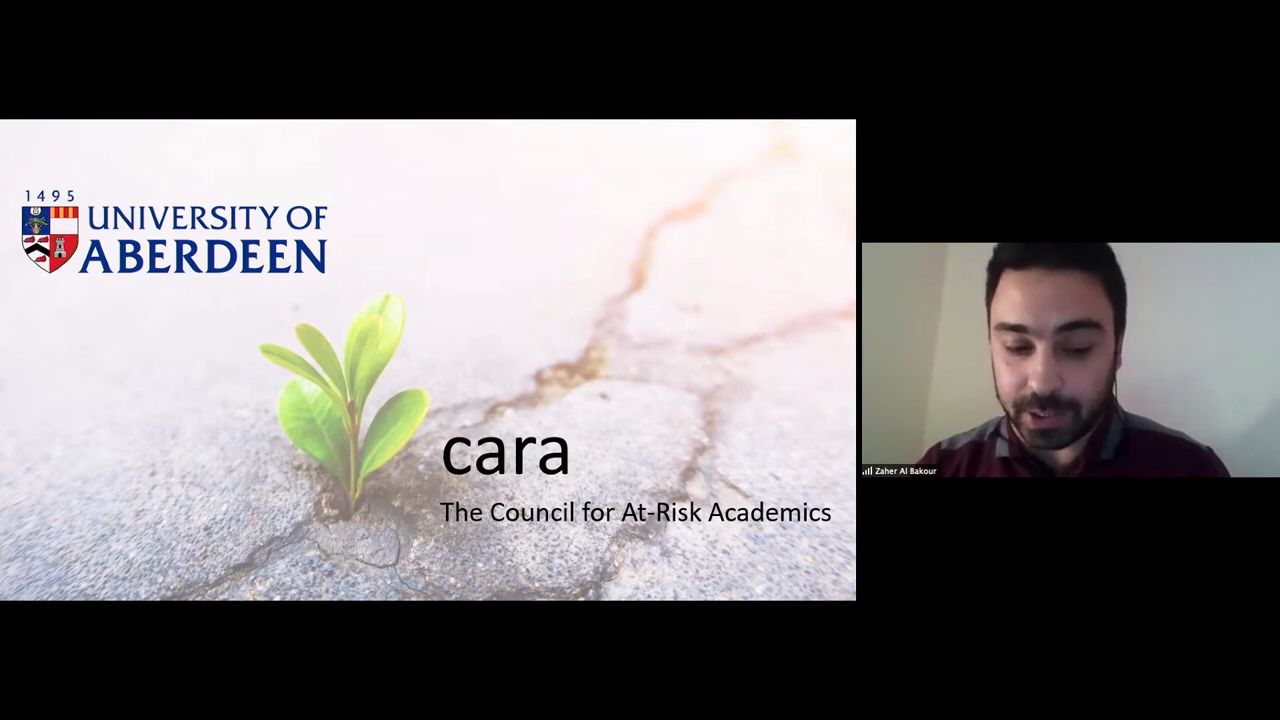 1495
UNIVERSITY OF
ABERDEEN
cara
The Council for At-Risk Academics
Zaher Al Bakour